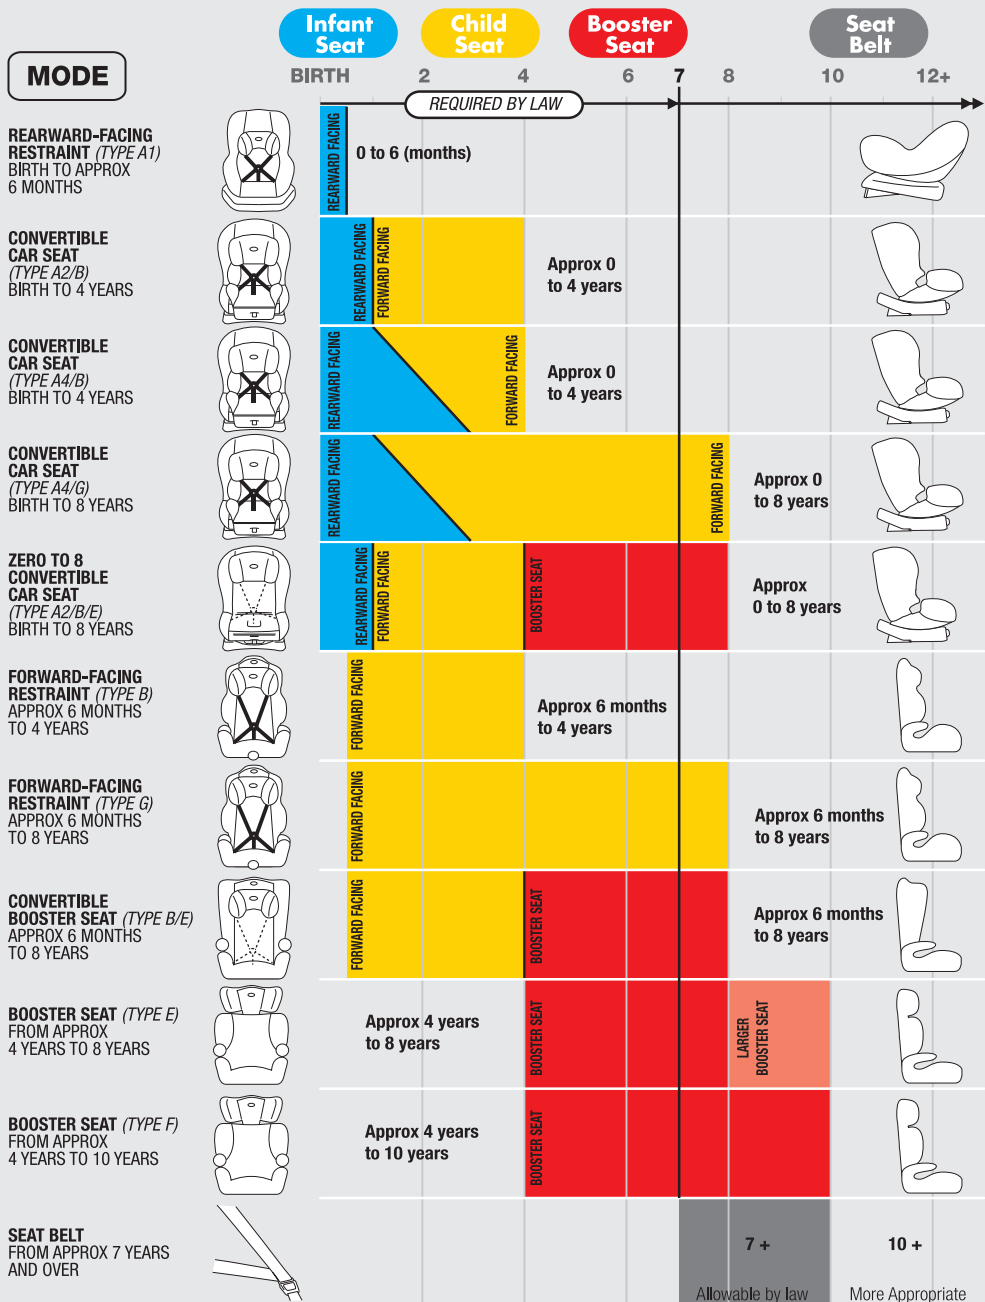 Infant
Seat
Child
Seat
Booster
Seat
Seat
Belt
MODE
BIRTH 2 4 6 7 8 10 12+
REQUIRED BY LAW
REARWARD-FACING
RESTRAINT (TYPE A1)
BIRTH TO APPROX
6 MONTHS
REARWARD FACING
0 to 6 (months)
CONVERTIBLE
CAR SEAT
(TYPE A2/B)
BIRTH TO 4 YEARS
REARWARD FACING
FORWARD FACING
Approx 0
to 4 years
CONVERTIBLE
CAR SEAT
(TYPE A4/B)
BIRTH TO 4 YEARS
REARWARD FACING
FORWARD FACING
Approx 0
to 4 years
CONVERTIBLE
CAR SEAT
(TYPE A4/G)
BIRTH TO 8 YEARS
REARWARD FACING
FORWARD FACING
Approx 0
to 8 years
ZERO TO 8
CONVERTIBLE
CAR SEAT
(TYPE A2/B/E)
BIRTH TO 8 YEARS
REARWARD FACING
FORWARD FACING
BOOSTER SEAT
Approx
0 to 8 years
FORWARD-FACING
RESTRAINT (TYPE B)
APPROX 6 MONTHS
TO 4 YEARS
FORWARD FACING
Approx 6 months
to 4 years
FORWARD-FACING
RESTRAINT (TYPE G)
APPROX 6 MONTHS
TO 8 YEARS
FORWARD FACING
Approx 6 months
to 8 years
CONVERTIBLE
BOOSTER SEAT (TYPE B/E)
APPROX 6 MONTHS
TO 8 YEARS
FORWARD FACING
BOOSTER SEAT
Approx 6 months
to 8 years
BOOSTER SEAT (TYPE E)
FROM APPROX
4 YEARS TO 8 YEARS
Approx 4 years
to 8 years
BOOSTER SEAT
LARGER
BOOSTER SEAT
BOOSTER SEAT (TYPE F)
FROM APPROX
4 YEARS TO 10 YEARS
Approx 4 years
to 10 years
BOOSTER SEAT
SEAT BELT
FROM APPROX 7 YEARS
AND OVER
7 +
10 +
Allowable by law
More Appropriate